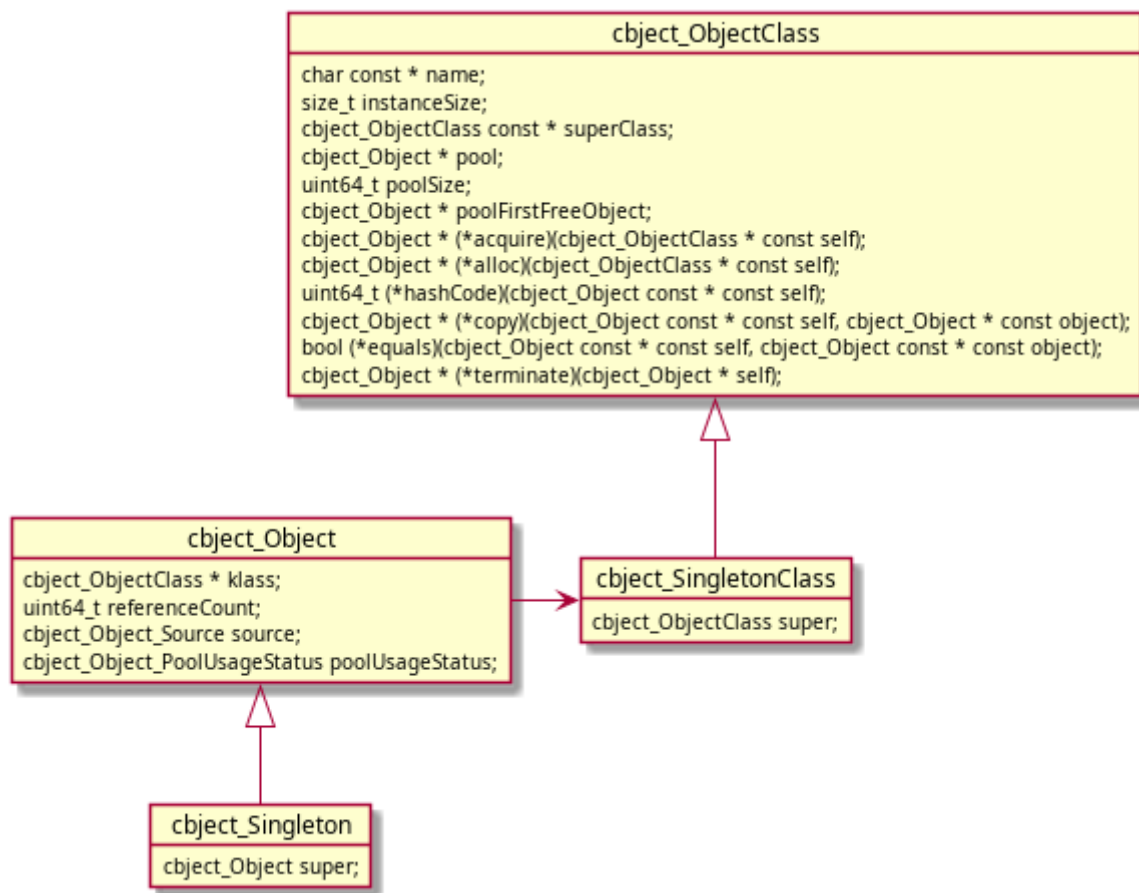 cbject_ObjectClass
char const * name;
size_t instanceSize;
cbject_ObjectClass const * superClass;
cbject_Object * pool;
uint64_t poolSize;
cbject_Object * poolFirstFreeObject;
cbject_Object * (*acquire)(cbject_ObjectClass * const self);
cbject_Object * (*alloc)(cbject_ObjectClass * const self);
uint64_t (*hashCode)(cbject_Object const * const self);
cbject_Object * (*copy)(cbject_Object const * const self, cbject_Object * const object);
bool (*equals)(cbject_Object const * const self, cbject_Object const * const object);
cbject_Object * (*terminate)(cbject_Object * self);
cbject_Object
cbject_ObjectClass * klass;
uint64_t referenceCount;
cbject_Object_Source source;
cbject_Object_PoolUsageStatus poolUsageStatus;
cbject_SingletonClass
cbject_ObjectClass super;
cbject_Singleton
cbject_Object super;